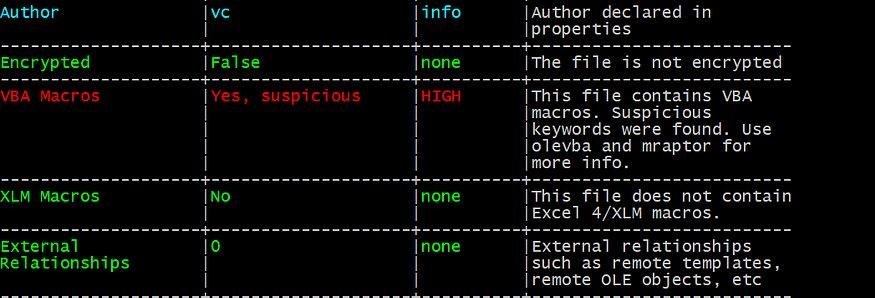 Author |vc |info |Author declared in
| | |properties
--------------------+--------------------+----------+--------------------------
Encrypted |False |none |The file is not encrypted
--------------------+--------------------+----------+--------------------------
VBA Macros |Yes, suspicious |HIGH |This file contains VBA
| | |macros. Suspicious
| | |keywords were found. Use
| | |olevba and mraptor for
| | |more info.
--------------------+--------------------+----------+--------------------------
XLM Macros |No |none |This file does not contain
| | |Excel 4/XLM macros.
--------------------+--------------------+----------+--------------------------
External |0 |none |External relationships
Relationships | | |such as remote templates,
| | |remote OLE objects, etc
--------------------+--------------------+----------+--------------------------